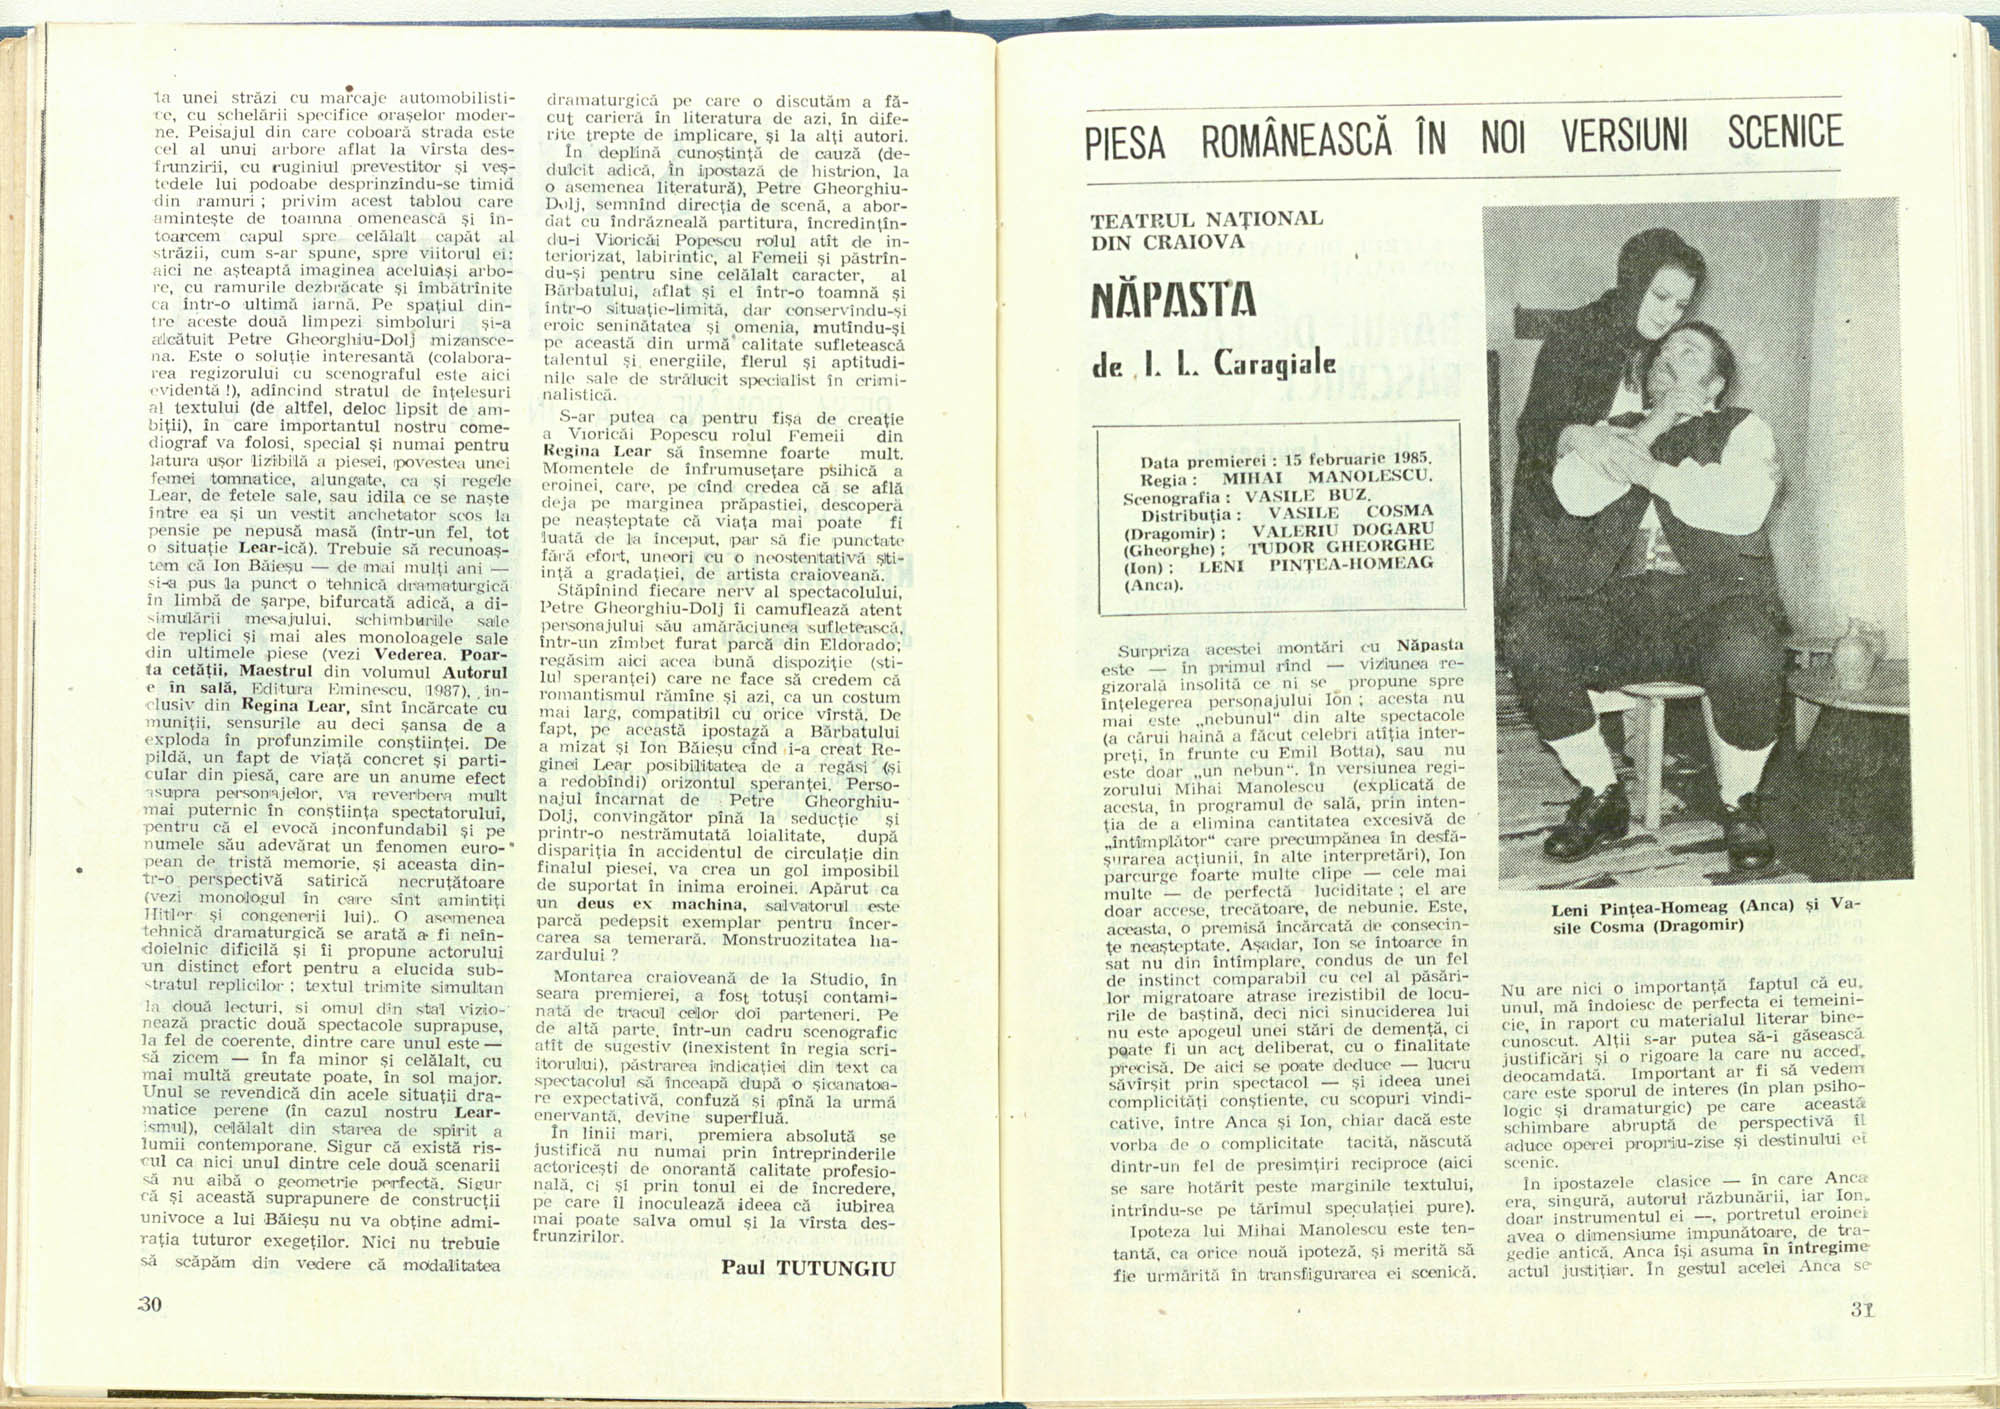 la unei străzi cu marcaje automobilisti-
ce, cu schelării specifice orașelor moder-
ne. Peisajul din care coboară strada este
cel al unui arbore aflat la vîrsta des-
frunzirii, cu ruginiul prevestitor și veș-
tedele lui podoabe desprinzîndu-se timid
din ramuri ; privim acest tablou care
amintește de toamna omenească și în-
toarcem capul spre celălalt capăt al
străzii, cum s-ar spune, spre viitorul ei:
aici ne așteaptă imaginea aceluiași arbo-
re, cu ramurile dezbrăcate și îmbătrînite
ca într-o ultimă iarnă. Pe spațiul din-
tre aceste două limpezi simboluri și-a
alcătuit Petre Gheorghiu-Dolj mizansce-
na. Este o soluție interesantă (colabora-
rea regizorului cu scenograful este aici
evidentă !), adîncind stratul de înțelesuri
al textului (de altfel, deloc lipsit de am-
biții), în care importantul nostru come-
diograf va folosi, special și numai pentru
latura ușor lizibilă a piesei, povestea unei
femei tomnatice, alungate, ca și regele
Lear, de fetele sale, sau idila ce se naște
între ea și un vestit anchetator scos la
pensie pe nepusă masă (într-un fel, tot
o situație Lear-ică). Trebuie să recunoaș-
tem că Ion Băieșu — de mai mulți ani —
și-a pus la punct o tehnică dramaturgică
în limbă de șarpe, bifurcată adică, a di-
simulării mesajului, schimburile sale
de replici și mai ales monoloagele sale
din ultimele piese (vezi Vederea, Poar-
ta cetății, Maestrul din volumul Autorul
e în sală, Editura Eminescu, 1987), in-
clusiv din Regina Lear, sînt încărcate cu
muniții, sensurile au deci șansa de a
exploda în profunzimile conștiinței. De
pildă, un fapt de viață concret și parti-
cular din piesă, care are un anume efect
asupra personajelor, va reverbera mult
mai puternic în conștiința spectatorului,
pentru că el evocă inconfundabil și pe
numele său adevărat un fenomen euro-
pean de tristă memorie, și aceasta din-
tr-o perspectivă satirică necruțătoare
(vezi monologul în care sînt amintiți
Hitler și congenerii lui). O asemenea
tehnică dramaturgică se arată a fi neîn-
doielnic dificilă și îi propune actorului
un distinct efort pentru a elucida sub-
stratul replicilor ; textul trimite simultan
la două lecturi, și omul din stal vizio-
nează practic două spectacole suprapuse,
la fel de coerente, dintre care unul este —
să zicem — în fa minor și celălalt, cu
mai multă greutate poate, în sol major.
Unul se revendică din acele situații dra-
matice perene (în cazul nostru Lear-
ismul), celălalt din starea de spirit a
lumii contemporane. Sigur că există ris-
cul ca nici unul dintre cele două scenarii
să nu aibă o geometrie perfectă. Sigur
că și această suprapunere de construcții
univoce a lui Băieșu nu va obține admi-
rația tuturor exegeților. Nici nu trebuie
să scăpăm din vedere că modalitatea
30
dramaturgică pe care o discutăm a fă-
cut carieră în literatura de azi, în dife-
rite trepte de implicare, și la alți autori.
În deplină cunoștință de cauză (de-
dulcit adică, în ipostază de histrion, la
o asemenea literatură), Petre Gheorghiu-
Dolj, semnînd direcția de scenă, a abor-
dat cu îndrăzneală partitura, încredințîn-
du-i Vioricăi Popescu rolul atît de in-
teriorizat, labirintic, al Femeii și păstrîn-
du-și pentru sine celălalt caracter, al
Bărbatului, aflat și el într-o toamnă și
într-o situație-limită, dar conservîndu-și
eroic seninătatea și omenia, mutîndu-și
pe această din urmă calitate sufletească
talentul și energiile, flerul și aptitudi-
nile sale de strălucit specialist în crimi-
nalistică.
S-ar putea ca pentru fișa de creație
a Vioricăi Popescu rolul Femeii din
Regina Lear să însemne foarte mult.
Momentele de înfrumusețare psihică a
eroinei, care, pe cînd credea că se află
deja pe marginea prăpastiei, descoperă
pe neașteptate că viața mai poate fi
luată de la început, par să fie punctate
fără efort, uneori cu o neostentativă ști-
ință a gradației, de artista craioveană.
Stăpînind fiecare nerv al spectacolului,
Petre Gheorghiu-Dolj îi camuflează atent
personajului său amărăciunea sufletească,
într-un zîmbet furat parcă din Eldorado;
regăsim aici acea bună dispoziție (sti-
lul speranței) care ne face să credem că
romantismul rămîne și azi, ca un costum
mai larg, compatibil cu orice vîrstă. De
fapt, pe această ipostază a Bărbatului
a mizat și Ion Băieșu cînd i-a creat Re-
ginei Lear posibilitatea de a regăsi (și
a redobîndi) orizontul speranței. Perso-
najul încarnat de Petre Gheorghiu-
Dolj, convingător pînă la seducție și
printr-o nestrămutată loialitate, după
dispariția în accidentul de circulație din
finalul piesei, va crea un gol imposibil
de suportat în inima eroinei. Apărut ca
un deus ex machina, salvatorul este
parcă pedepsit exemplar pentru încer-
carea sa temerară. Monstruozitatea ha-
zardului ?
Montarea craioveană de la Studio, în
seara premierei, a fost totuși contami-
nată de tracul celor doi parteneri. Pe
de altă parte, într-un cadru scenografic
atît de sugestiv (inexistent în regia scri-
itorului), păstrarea indicației din text ca
spectacolul să înceapă după o șicanatoa-
re expectativă, confuză și pînă la urmă
enervantă, devine superfluă.
În linii mari, premiera absolută se
justifică nu numai prin întreprinderile
actoricești de onorantă calitate profesio-
nală, ci și prin tonul ei de încredere,
pe care îl inoculează ideea că iubirea
mai poate salva omul și la vîrsta des-
frunzirilor.
Paul TUTUNGIU
PIESA ROMÂNEASCĂ ÎN NOI VERSIUNI SCENICE
TEATRUL NAȚIONAL
DIN CRAIOVA
NĂPASTA
de I. L. Caragiale
Data premierei : 15 februarie 1985.
Regia : MIHAI MANOLESCU.
Scenografia : VASILE BUZ.
Distribuția : VASILE COSMA
(Dragomir) ; VALERIU DOGARU
(Gheorghe) ; TUDOR GHEORGHE
(Ion) ; LENI PINȚEA-HOMEAG
(Anca).
Surpriza acestei montări cu Năpasta
este — în primul rînd — viziunea re-
gizorală insolită ce ni se propune spre
înțelegerea personajului Ion ; acesta nu
mai este „nebunul“ din alte spectacole
(a cărui haină a făcut celebri atîția inter-
preți, în frunte cu Emil Botta), sau nu
este doar „un nebun“. În versiunea regi-
zorului Mihai Manolescu (explicată de
acesta, în programul de sală, prin inten-
ția de a elimina cantitatea excesivă de
„întîmplător“ care precumpănea în desfă-
șurarea acțiunii, în alte interpretări), Ion
parcurge foarte multe clipe — cele mai
multe — de perfectă luciditate ; el are
doar accese, trecătoare, de nebunie. Este,
aceasta, o premisă încărcată de consecin-
țe neașteptate. Așadar, Ion se întoarce în
sat nu din întîmplare, condus de un fel
de instinct comparabil cu cel al păsări-
lor migratoare atrase irezistibil de locu-
rile de baștină, deci nici sinuciderea lui
nu este apogeul unei stări de demență, ci
poate fi un act deliberat, cu o finalitate
precisă. De aici se poate deduce — lucru
săvîrșit prin spectacol — și ideea unei
complicități conștiente, cu scopuri vindi-
cative, între Anca și Ion, chiar dacă este
vorba de o complicitate tacită, născută
dintr-un fel de presimțiri reciproce (aici
se sare hotărît peste marginile textului,
intrîndu-se pe tărîmul speculației pure).
Ipoteza lui Mihai Manolescu este ten-
tantă, ca orice nouă ipoteză, și merită să
fie urmărită în transfigurarea ei scenică.
Leni Pințea-Homeag (Anca) și Va-
sile Cosma (Dragomir)
Nu are nici o importanță faptul că eu,
unul, mă îndoiesc de perfecta ei temeini-
cie, în raport cu materialul literar bine-
cunoscut. Alții s-ar putea să-i găsească
justificări și o rigoare la care nu acced,
deocamdată. Important ar fi să vedem
care este sporul de interes (în plan psiho-
logic și dramaturgic) pe care această
schimbare abruptă de perspectivă îl
aduce operei propriu-zise și destinului ei
scenic.
În ipostazele clasice — în care Anca
era, singură, autorul răzbunării, iar Ion,
doar instrumentul ei —, portretul eroinei
avea o dimensiune impunătoare, de tra-
gedie antică. Anca își asuma în întregime
actul justițiar. În gestul acelei Anca se
31